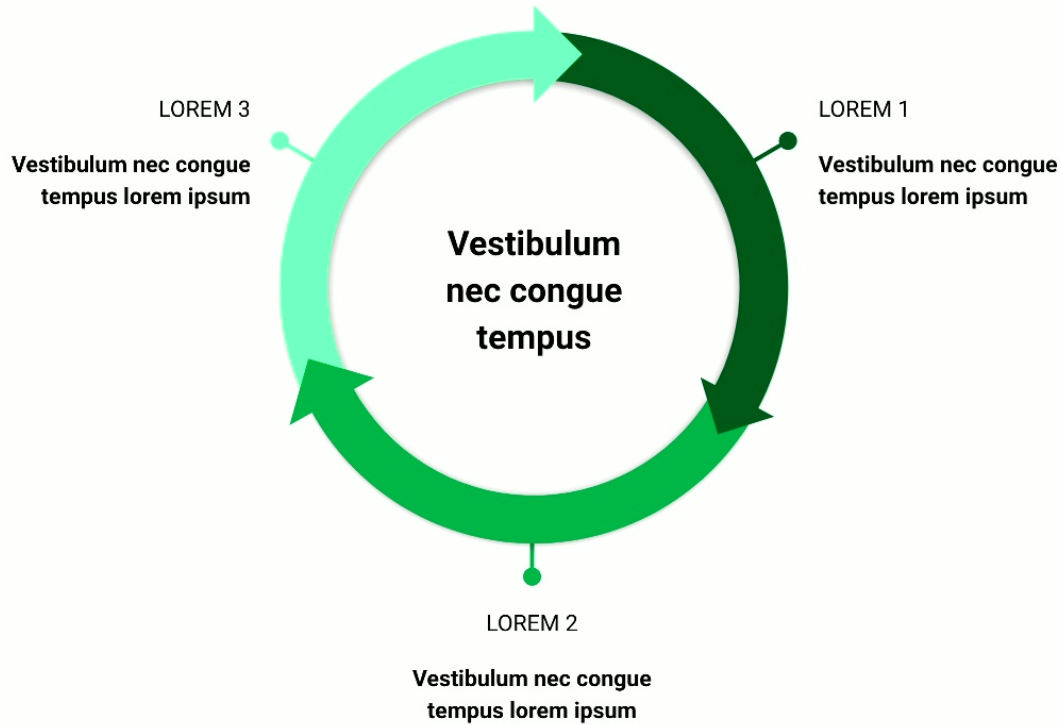 LOREM 3
Vestibulum nec congue
tempus lorem ipsum
LOREM 1
Vestibulum nec congue
tempus lorem ipsum
Vestibulum
nec congue
tempus
LOREM 2
Vestibulum nec congue
tempus lorem ipsum